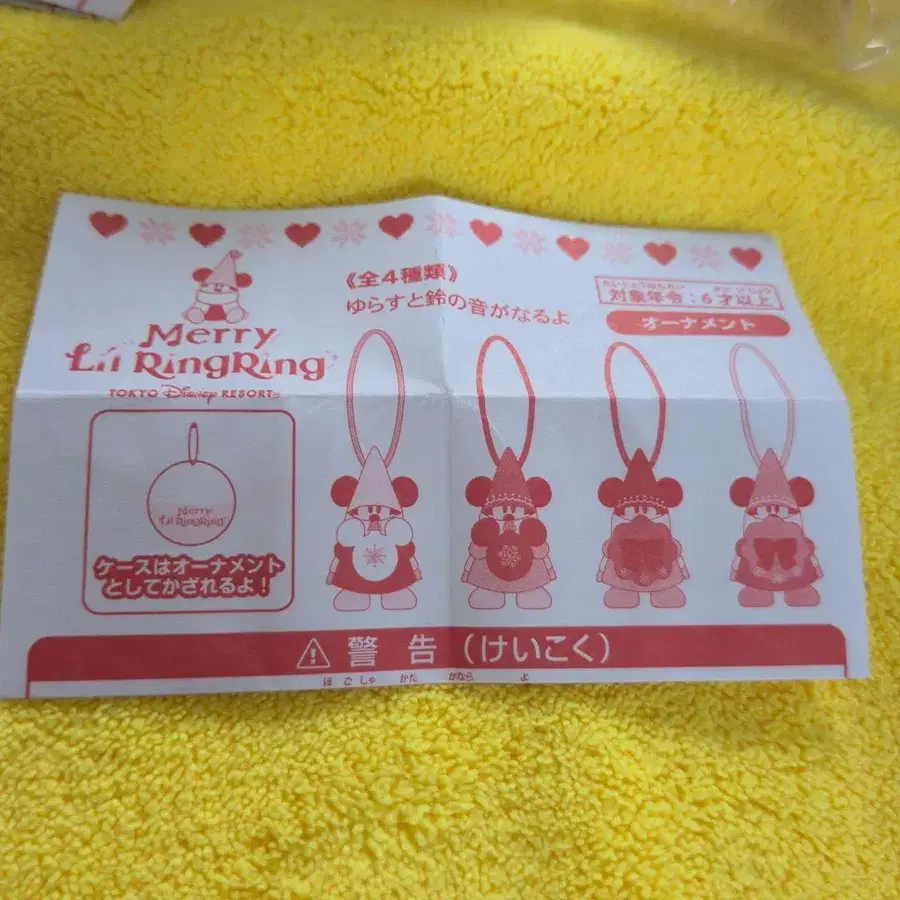 Merry
Lil RingRing
TOKYO Disney RESORT
《全4種類》
ゆらすと鈴の音がなるよ
たいしょうねんれい さい いじょう
対象年令：6才以上
オーナメント
Merry
Lil RingRing
ケースはオーナメント
としてかざれるよ！
警告（けいこく）
ほごしゃ かた かなら よ